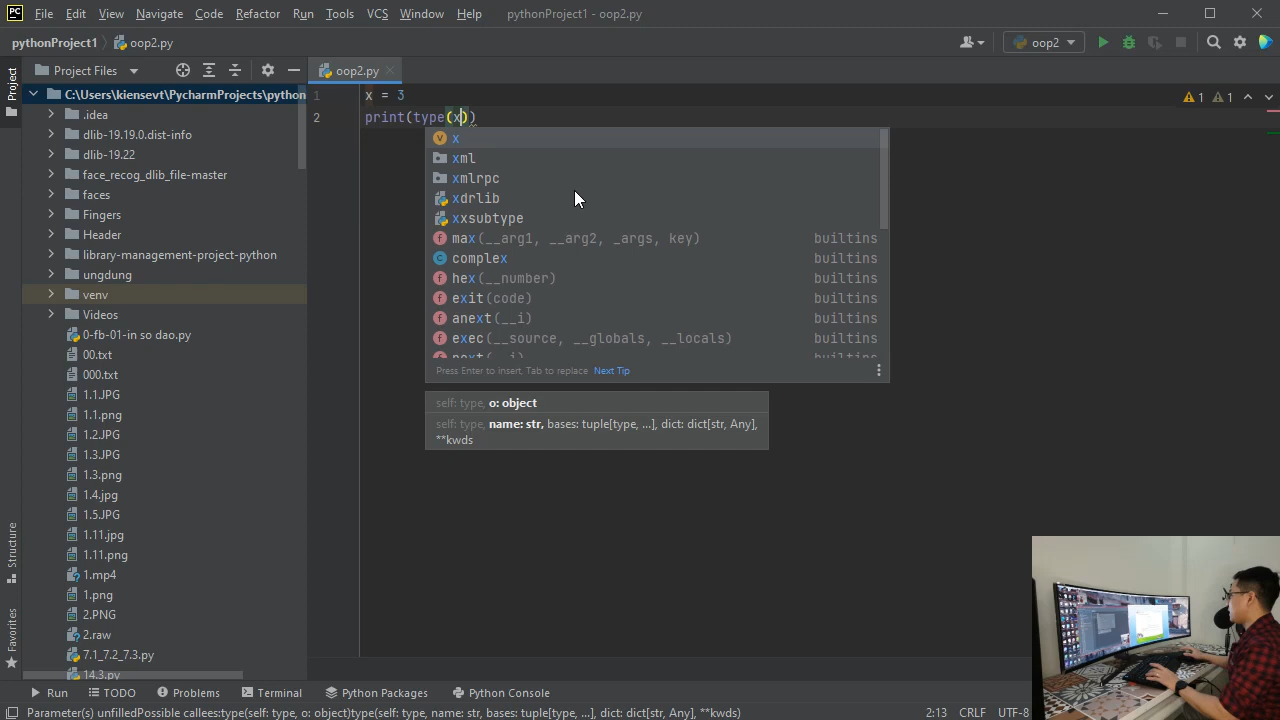 PC File Edit View Navigate Code Refactor Run Tools VCS Window Help pythonProject1 - oop2.py
pythonProject1 oop2.py oop2
Project Project Files oop2.py
C:\Users\kiensevt\PycharmProjects\python 1 x = 3 1 1
.idea 2 print(type(x))
dlib-19.19.0.dist-info x
dlib-19.22 xml
face_recog_dlib_file-master xmlrpc
faces xdrlib
Fingers xxsubtype
Header max(__arg1, __arg2, _args, key) builtins
library-management-project-python complex builtins
ungdung hex(__number) builtins
venv exit(code) builtins
Videos anext(__i) builtins
0-fb-01-in so dao.py exec(__source, __globals, __locals) builtins
00.txt next(__i) builtins
000.txt Press Enter to insert, Tab to replace Next Tip
1.1.JPG self: type, o: object
1.1.png self: type, name: str, bases: tuple[type, ...], dict: dict[str, Any],
1.2.JPG **kwds
1.3.JPG
1.3.png
1.4.jpg
1.5.JPG
1.11.jpg
1.11.png
1.mp4
1.png
2.PNG
2.raw
7.1_7.2_7.3.py
14.3.py
Structure
Favorites
Run TODO Problems Terminal Python Packages Python Console
Parameter(s) unfilledPossible callees:type(self: type, o: object)type(self: type, name: str, bases: tuple[type, ...], dict: dict[str, Any], **kwds) 2:13 CRLF UTF-8